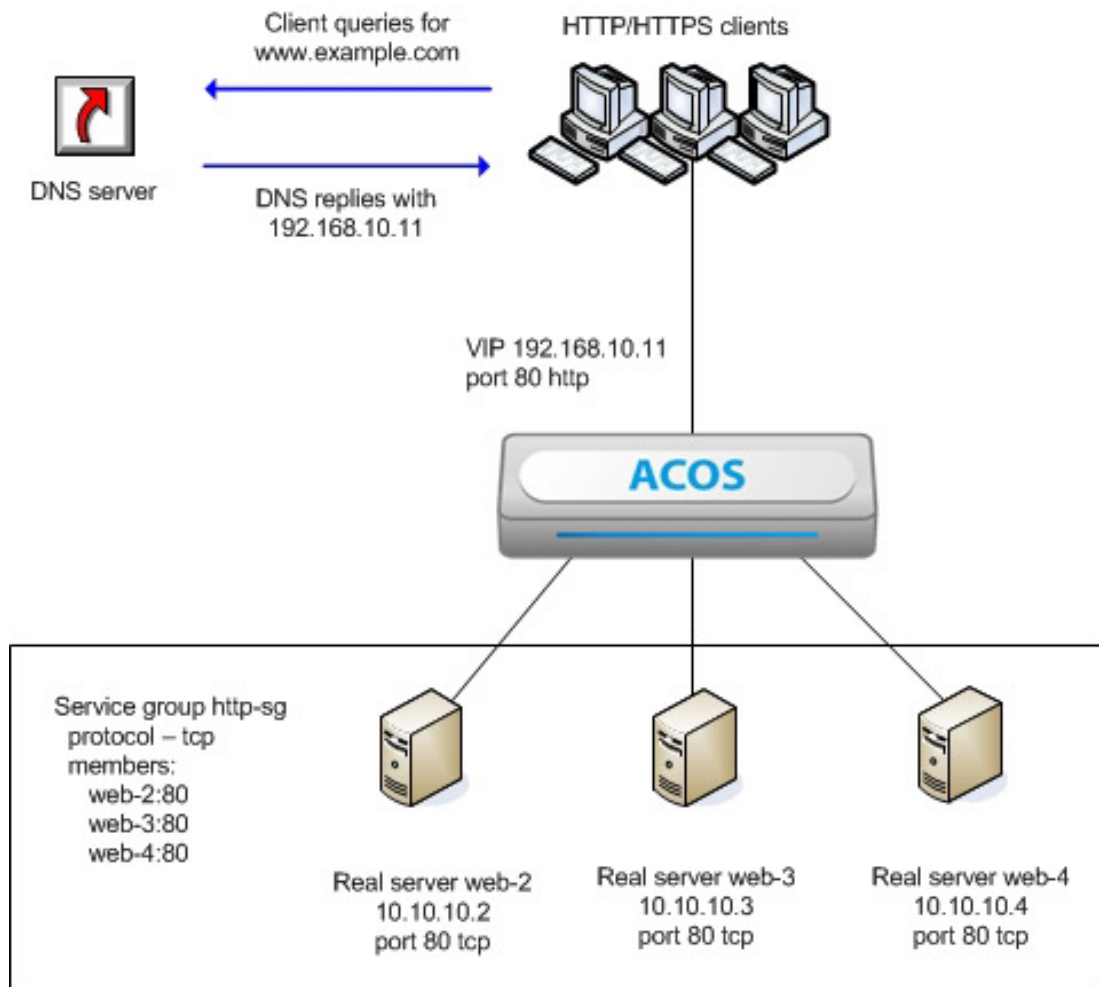 Client queries for
www.example.com
HTTP/HTTPS clients
DNS server
DNS replies with
192.168.10.11
VIP 192.168.10.11
port 80 http
ACOS
Service group http-sg
protocol – tcp
members:
web-2:80
web-3:80
web-4:80
Real server web-2
10.10.10.2
port 80 tcp
Real server web-3
10.10.10.3
port 80 tcp
Real server web-4
10.10.10.4
port 80 tcp